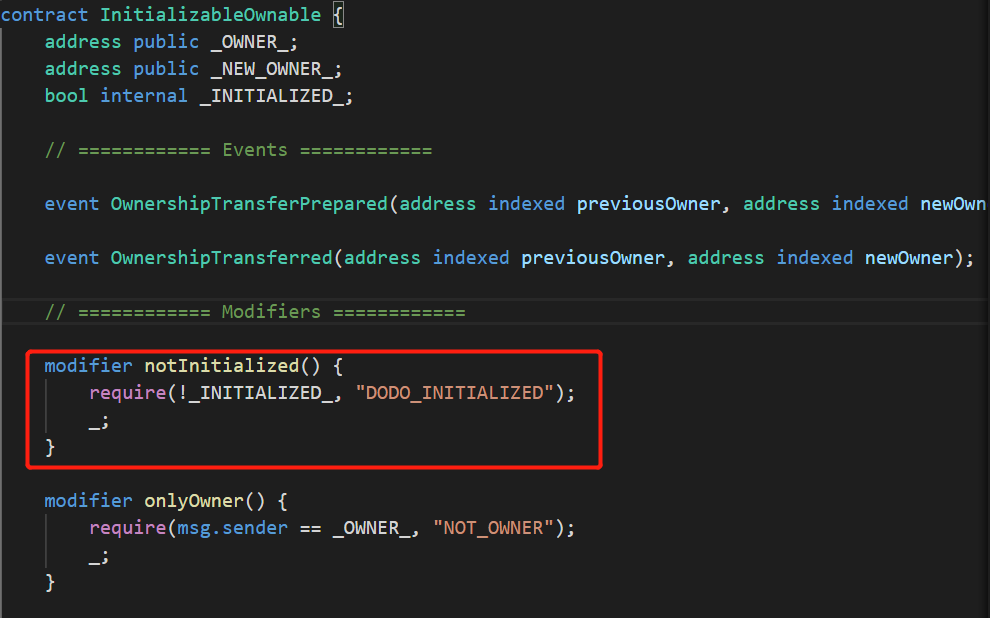 contract InitializableOwnable {
address public _OWNER_;
address public _NEW_OWNER_;
bool internal _INITIALIZED_;
// ============ Events ============
event OwnershipTransferPrepared(address indexed previousOwner, address indexed newOwn
event OwnershipTransferred(address indexed previousOwner, address indexed newOwner);
// ============ Modifiers ============
modifier notInitialized() {
require(!_INITIALIZED_, "DODO_INITIALIZED");
_;
}
modifier onlyOwner() {
require(msg.sender == _OWNER_, "NOT_OWNER");
_;
}